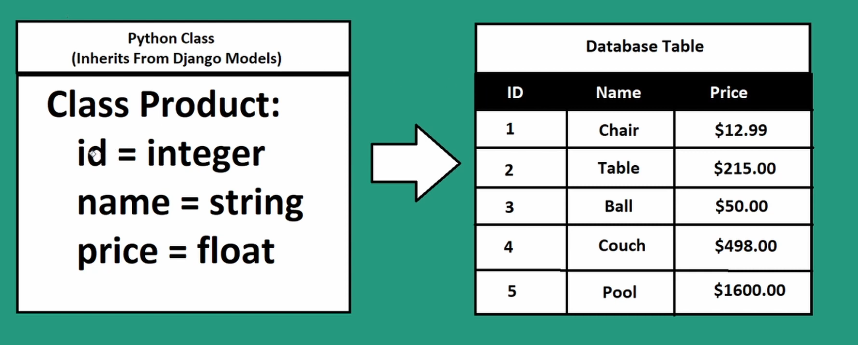 Python Class
(Inherits From Django Models)
Class Product:
id = integer
name = string
price = float
Database Table
ID Name Price
1 Chair $12.99
2 Table $215.00
3 Ball $50.00
4 Couch $498.00
5 Pool $1600.00